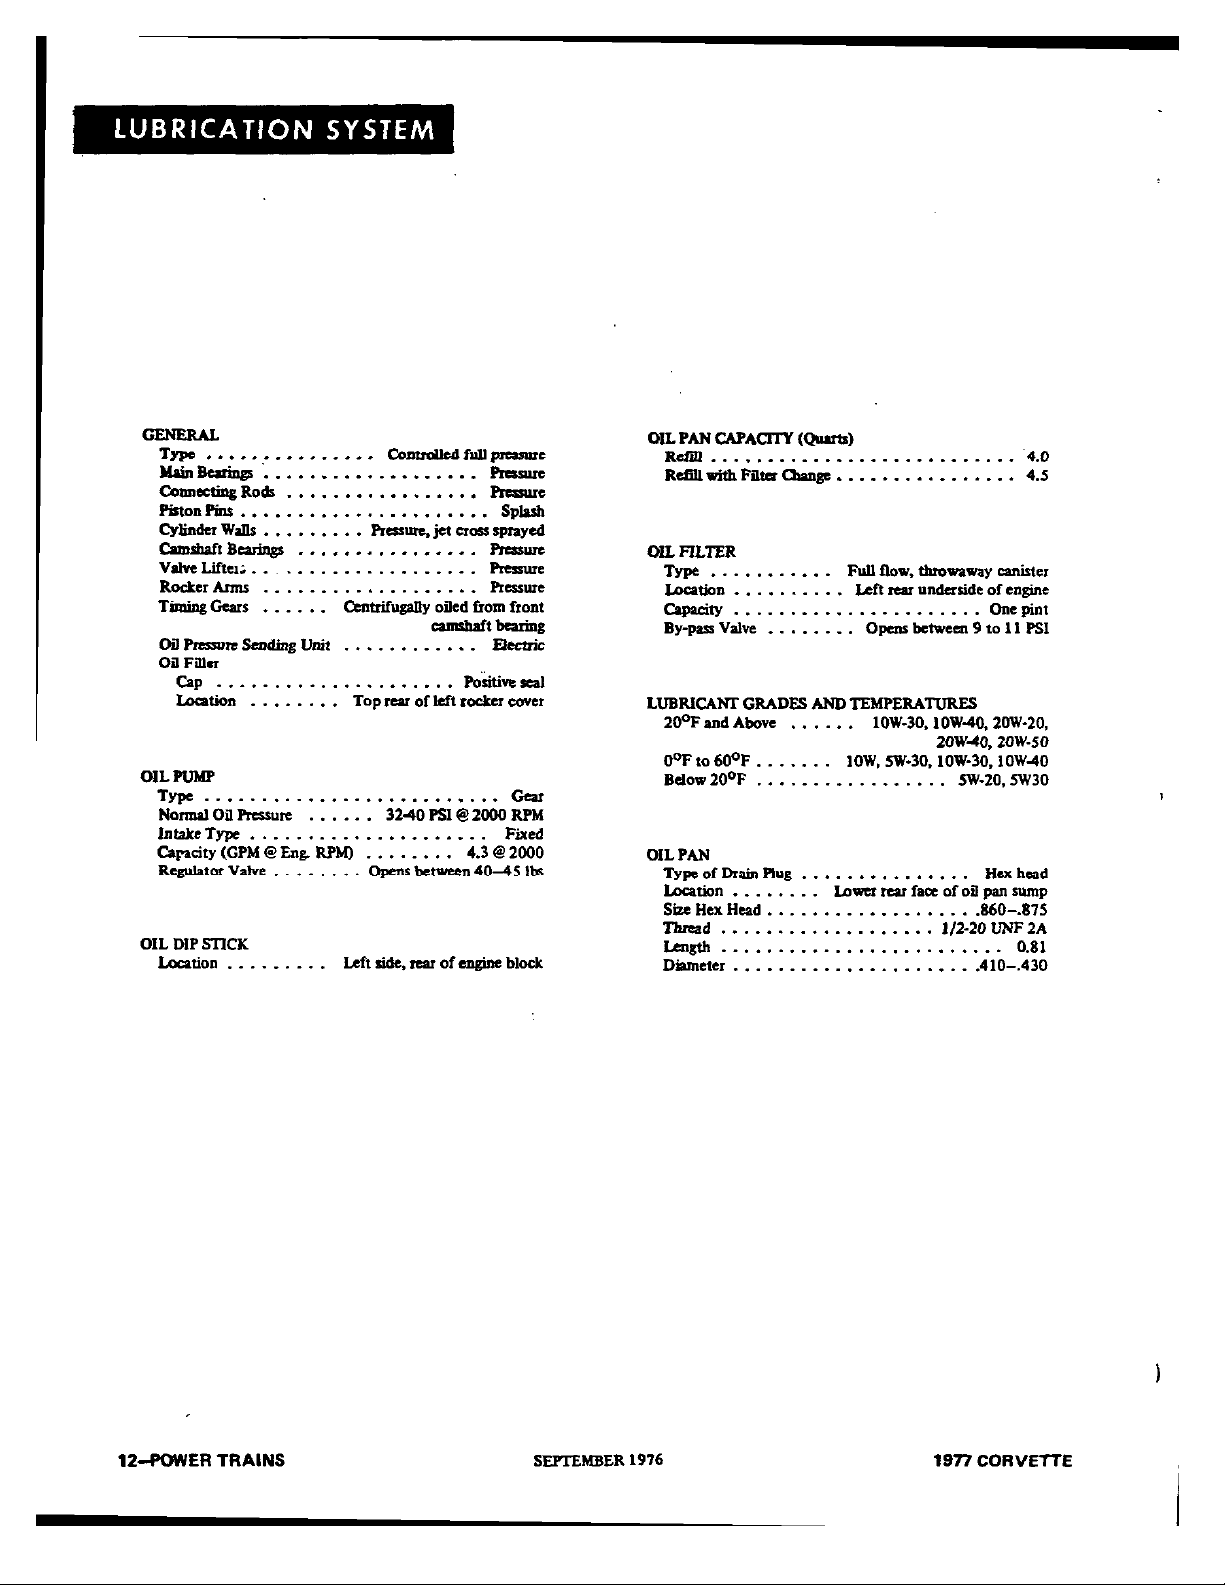 LUBRICATION SYSTEM
GENERAL
Type . . . . . . . . . . . . . . . Controlled full pressure
Main Bearings . . . . . . . . . . . . . . . . . . . Pressure
Connecting Rods . . . . . . . . . . . . . . . . . Pressure
Piston Pins . . . . . . . . . . . . . . . . . . . . . . Splash
Cylinder Walls . . . . . . . . . Pressure, jet cross sprayed
Camshaft Bearings . . . . . . . . . . . . . . . . Pressure
Valve Lifters . . . . . . . . . . . . . . . . . . . . Pressure
Rocker Arms . . . . . . . . . . . . . . . . . . . Pressure
Timing Gears . . . . . . Centrifugally oiled from front
camshaft bearing
Oil Pressure Sending Unit . . . . . . . . . . . . Electric
Oil Filler
Cap . . . . . . . . . . . . . . . . . . . . . Positive seal
Location . . . . . . . . Top rear of left rocker cover
OIL PUMP
Type . . . . . . . . . . . . . . . . . . . . . . . . . . Gear
Normal Oil Pressure . . . . . . 32-40 PSI @ 2000 RPM
Intake Type . . . . . . . . . . . . . . . . . . . . . Fixed
Capacity (GPM @ Eng. RPM) . . . . . . . . 4.3 @ 2000
Regulator Valve . . . . . . . . Opens between 40—45 lbs
OIL DIP STICK
Location . . . . . . . . . Left side, rear of engine block
OIL PAN CAPACITY (Quarts)
Refill . . . . . . . . . . . . . . . . . . . . . . . . . . . 4.0
Refill with Filter Change . . . . . . . . . . . . . . . . 4.5
OIL FILTER
Type . . . . . . . . . . . Full flow, throwaway canister
Location . . . . . . . . . . Left rear underside of engine
Capacity . . . . . . . . . . . . . . . . . . . . . . One pint
By-pass Valve . . . . . . . . Opens between 9 to 11 PSI
LUBRICANT GRADES AND TEMPERATURES
20°F and Above . . . . . . 10W-30, 10W-40, 20W-20,
20W-40, 20W-50
0°F to 60°F . . . . . . . 10W, 5W-30, 10W-30, 10W-40
Below 20°F . . . . . . . . . . . . . . . . . 5W-20, 5W30
OIL PAN
Type of Drain Plug . . . . . . . . . . . . . . . Hex head
Location . . . . . . . . Lower rear face of oil pan sump
Size Hex Head . . . . . . . . . . . . . . . . . . . .860–.875
Thread . . . . . . . . . . . . . . . . . . . 1/2-20 UNF 2A
Length . . . . . . . . . . . . . . . . . . . . . . . . . 0.81
Diameter . . . . . . . . . . . . . . . . . . . . . . .410–.430
12—POWER TRAINS
SEPTEMBER 1976
1977 CORVETTE